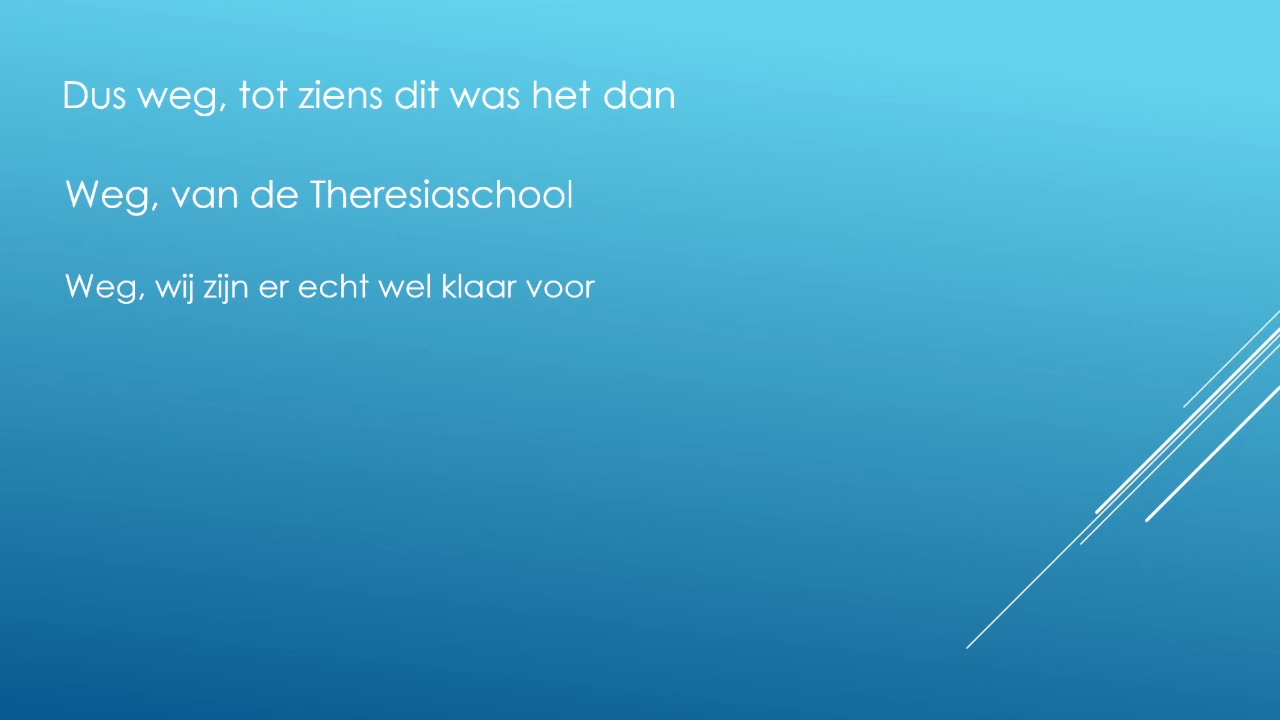 Dus weg, tot ziens dit was het dan
Weg, van de Theresiaschool
Weg, wij zijn er echt wel klaar voor